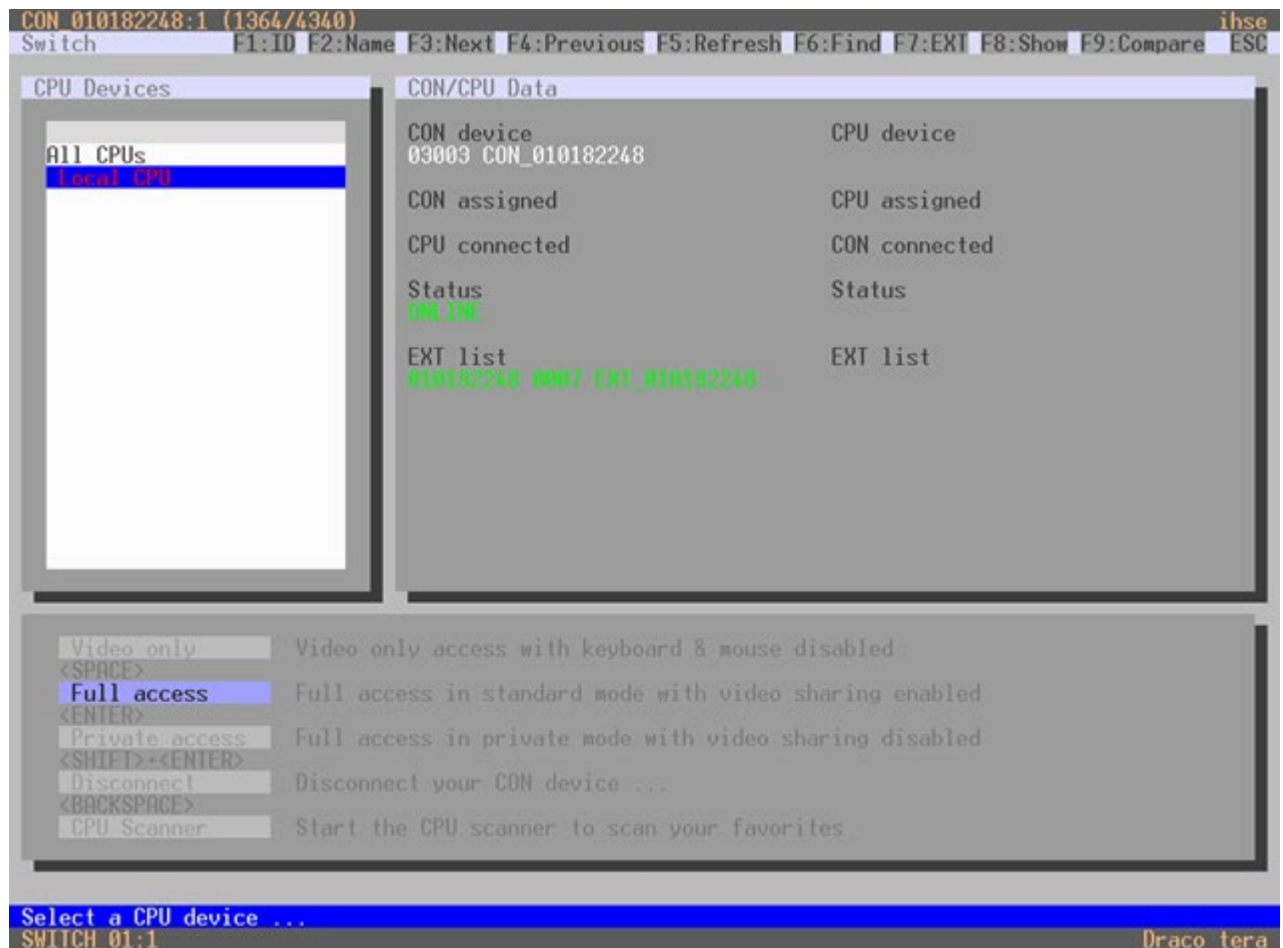 CON_010182248:1 (1364/4340) ihse
Switch F1:ID F2:Name F3:Next F4:Previous F5:Refresh F6:Find F7:EXT F8:Show F9:Compare ESC
CPU Devices
All CPUs
Local CPU
CON/CPU Data
CON device CPU device
03003 CON_010182248
CON assigned CPU assigned
CPU connected CON connected
Status Status
ONLINE
EXT list EXT list
010182248 0007 EXT_010182248
Video only Video only access with keyboard & mouse disabled
<SPACE>
Full access Full access in standard mode with video sharing enabled
<ENTER>
Private access Full access in private mode with video sharing disabled
<SHIFT>+<ENTER>
Disconnect Disconnect your CON device ...
<BACKSPACE>
CPU Scanner Start the CPU scanner to scan your favorites
Select a CPU device ...
SWITCH 01:1 Draco tera